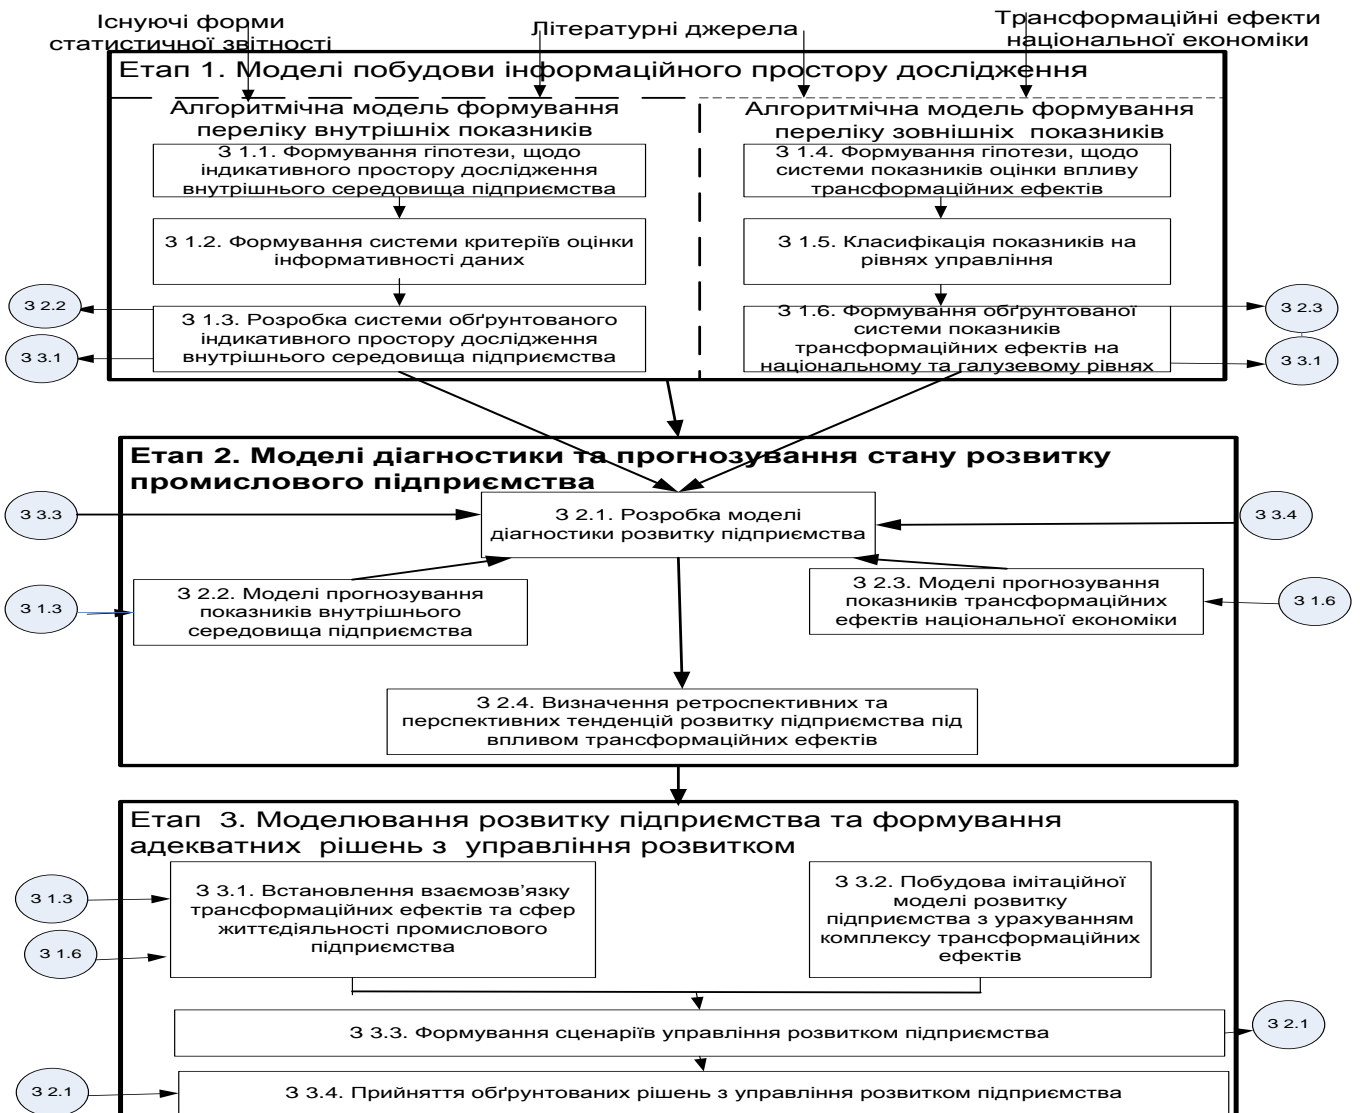 Існуючі форми
статистичної звітності
Літературні джерела
Трансформаційні ефекти
національної економіки
Етап 1. Моделі побудови інформаційного простору дослідження
Алгоритмічна модель формування
переліку внутрішніх показників
Алгоритмічна модель формування
переліку зовнішніх показників
З 1.1. Формування гіпотези, щодо
індикативного простору дослідження
внутрішнього середовища підприємства
З 1.4. Формування гіпотези, щодо
системи показників оцінки впливу
трансформаційних ефектів
З 1.2. Формування системи критеріїв оцінки
інформативності даних
З 1.5. Класифікація показників на
рівнях управління
З 2.2
З 3.1
З 1.3. Розробка системи обґрунтованого
індикативного простору дослідження
внутрішнього середовища підприємства
З 1.6. Формування обґрунтованої
системи показників
трансформаційних ефектів на
національному та галузевому рівнях
З 2.3
З 3.1
Етап 2. Моделі діагностики та прогнозування стану розвитку
промислового підприємства
З 3.3
З 2.1. Розробка моделі
діагностики розвитку підприємства
З 3.4
З 1.3
З 2.2. Моделі прогнозування
показників внутрішнього
середовища підприємства
З 2.3. Моделі прогнозування
показників трансформаційних
ефектів національної економіки
З 1.6
З 2.4. Визначення ретроспективних та
перспективних тенденцій розвитку підприємства під
впливом трансформаційних ефектів
Етап 3. Моделювання розвитку підприємства та формування
адекватних рішень з управління розвитком
З 1.3
З 1.6
З 3.1. Встановлення взаємозв’язку
трансформаційних ефектів та сфер
життєдіяльності промислового
підприємства
З 3.2. Побудова імітаційної
моделі розвитку
підприємства з урахуванням
комплексу трансформаційних
ефектів
З 3.3. Формування сценаріїв управління розвитком підприємства
З 2.1
З 2.1
З 3.4. Прийняття обґрунтованих рішень з управління розвитком підприємства